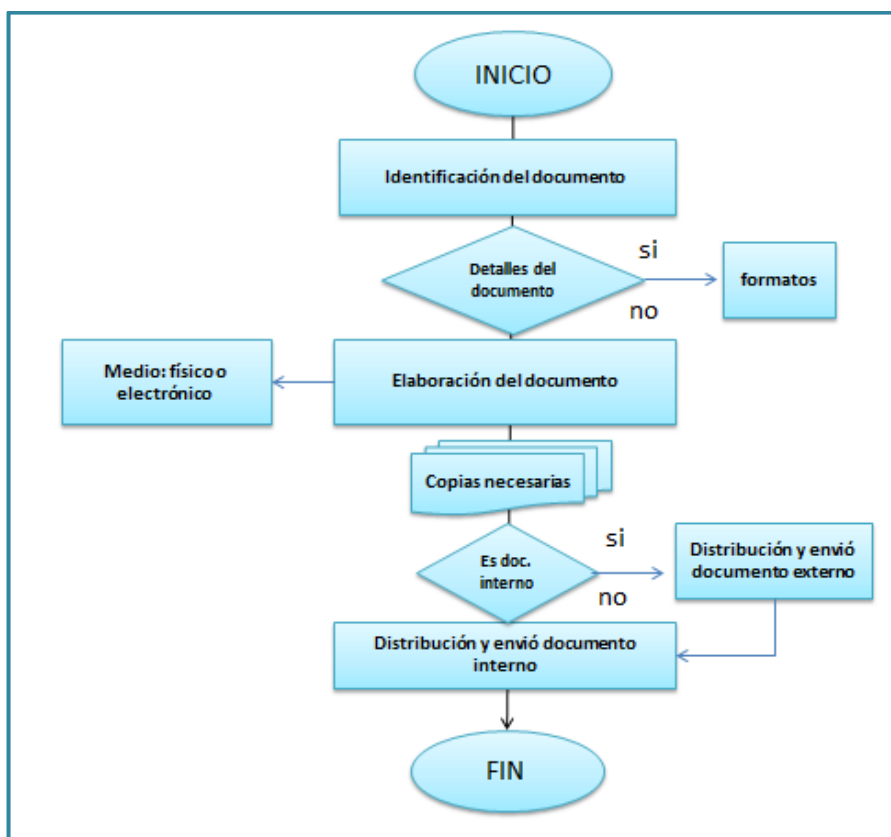 INICIO
Identificación del documento
Detalles del
documento
si
no
formatos
Medio: físico o
electrónico
Elaboración del documento
Copias necesarias
Es doc.
interno
si
no
Distribución y envió
documento externo
Distribución y envió documento
interno
FIN